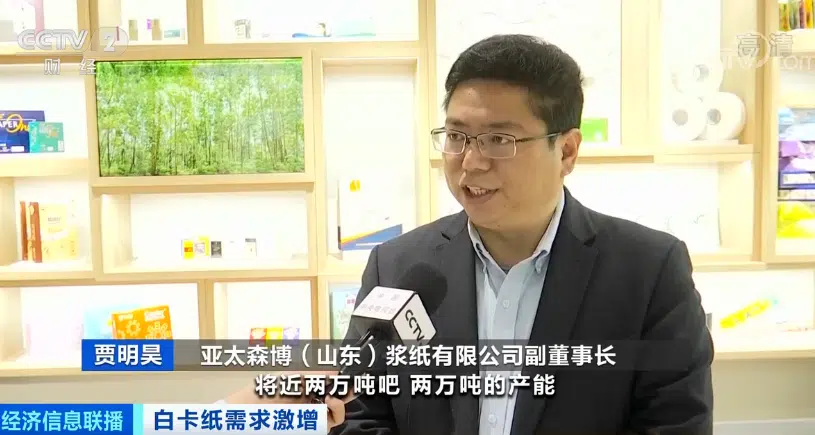 CCTV 2
财经
高清
CCTV
贾明昊 亚太森博（山东）浆纸有限公司副董事长
将近两万吨吧 两万吨的产能
经济信息联播 白卡纸需求激增